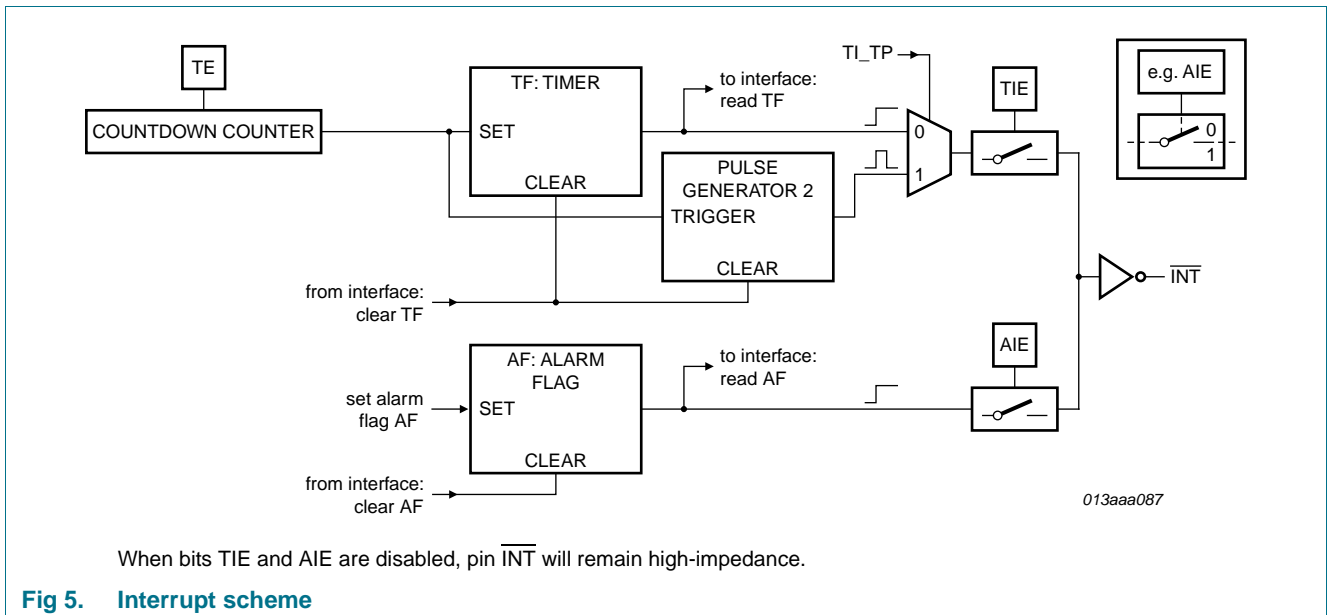 TE
COUNTDOWN COUNTER
TF: TIMER
SET
CLEAR
to interface:
read TF
TI_TP
0
1
TIE
e.g. AIE
0
1
PULSE
GENERATOR 2
TRIGGER
CLEAR
from interface:
clear TF
INT
AF: ALARM
FLAG
SET
CLEAR
to interface:
read AF
AIE
set alarm
flag AF
from interface:
clear AF
013aaa087
When bits TIE and AIE are disabled, pin INT will remain high-impedance.
Fig 5. Interrupt scheme